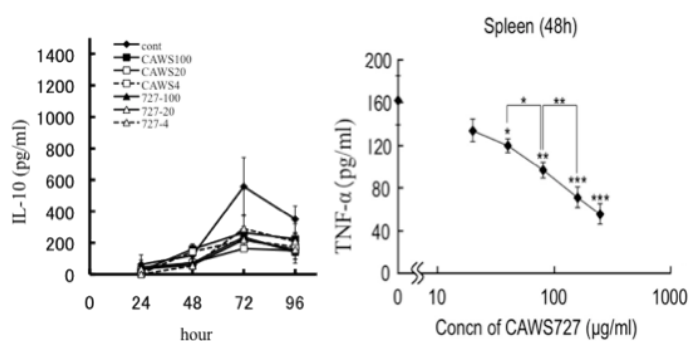 1400
1200
1000
800
600
400
200
0
IL-10 (pg/ml)
cont
CAWS100
CAWS20
CAWS4
727-100
727-20
727-4
0 24 48 72 96
hour
Spleen (48h)
200
160
120
80
40
0
TNF-α (pg/ml)
* **
*
**
***
***
0 10 100 1000
Concn of CAWS727 (μg/ml)